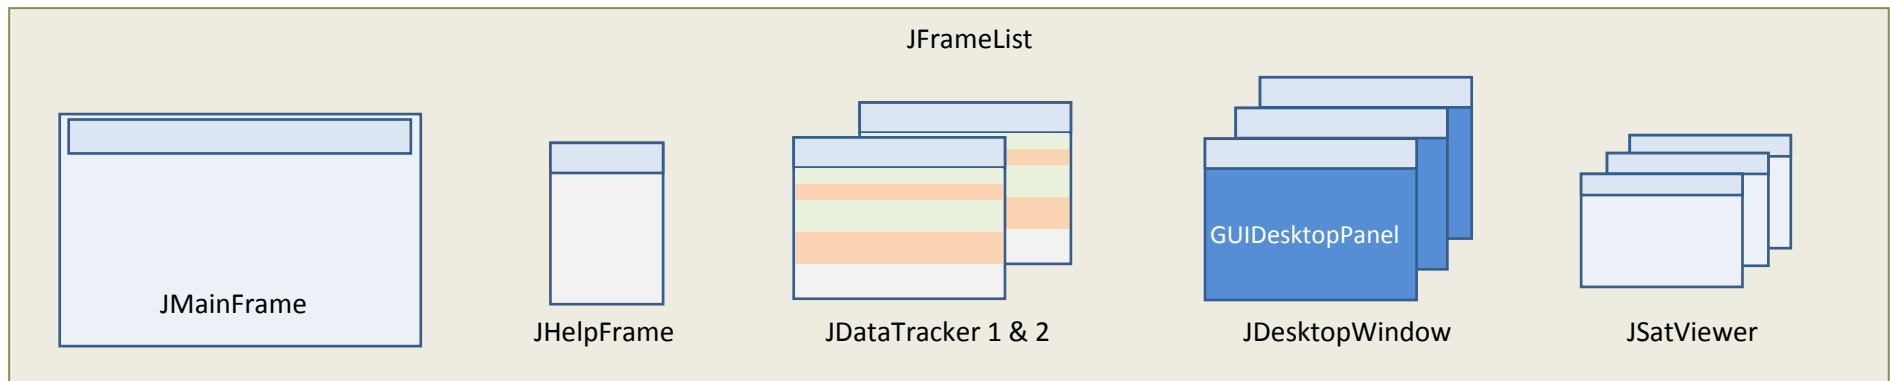 JFrameList
JMainFrame
JHelpFrame
JDataTracker 1 & 2
GUIDesktopPanel
JDesktopWindow
JSatViewer